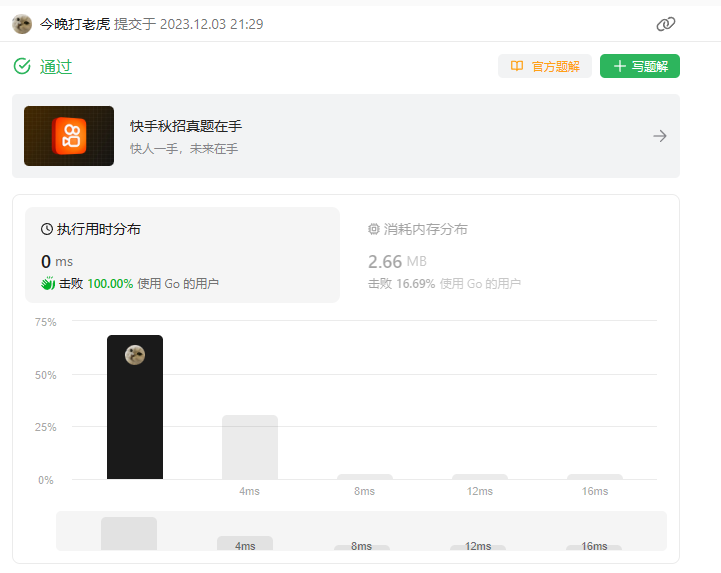 今晚打老虎 提交于 2023.12.03 21:29
通过
官方题解
写题解
快手秋招真题在手
快人一手，未来在手
执行用时分布
0 ms
击败 100.00% 使用 Go 的用户
消耗内存分布
2.66 MB
击败 16.69% 使用 Go 的用户
75%
50%
25%
0%
4ms 8ms 12ms 16ms
4ms 8ms 12ms 16ms